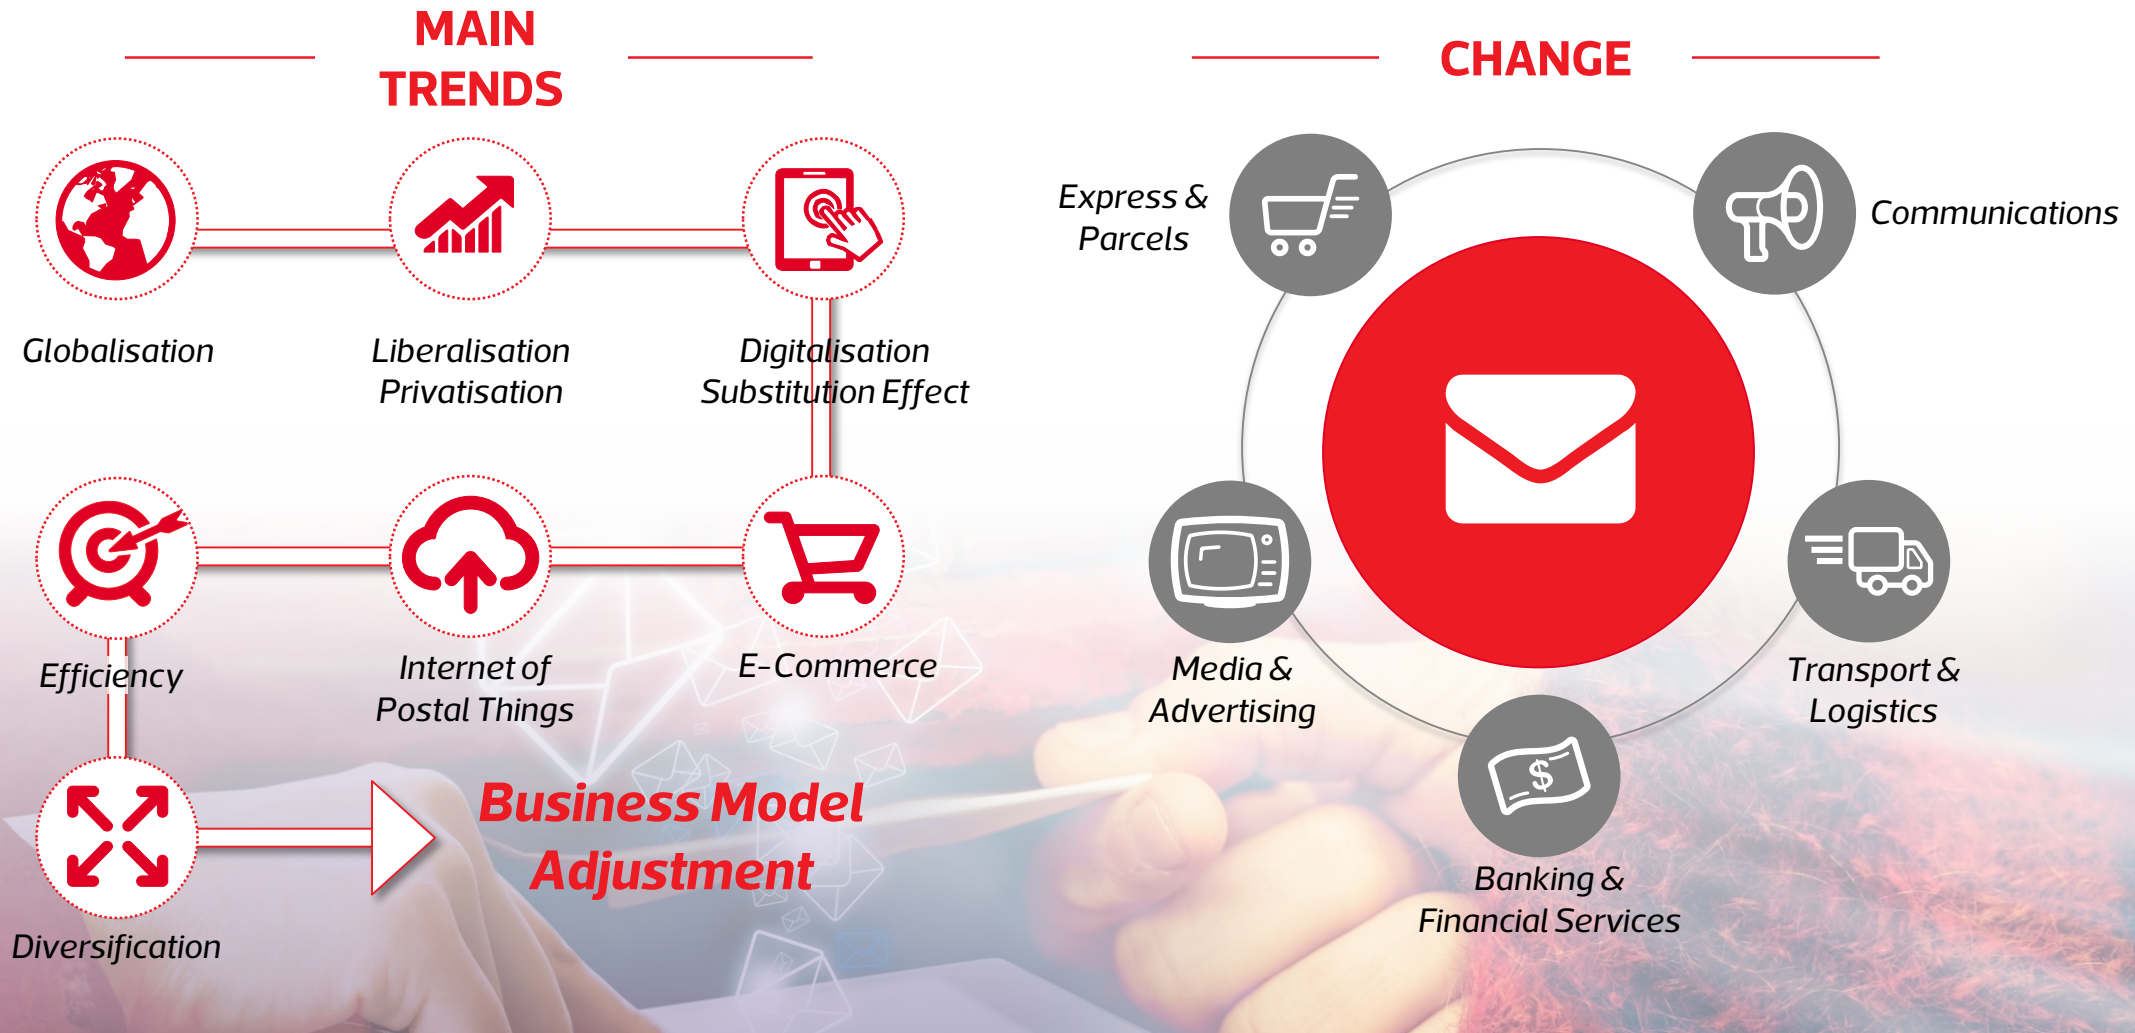 MAIN
TRENDS
Globalisation
Liberalisation
Privatisation
Digitalisation
Substitution Effect
Efficiency
Internet of
Postal Things
E-Commerce
Diversification
Business Model
Adjustment
CHANGE
Express &
Parcels
Communications
Media &
Advertising
Transport &
Logistics
$
Banking &
Financial Services